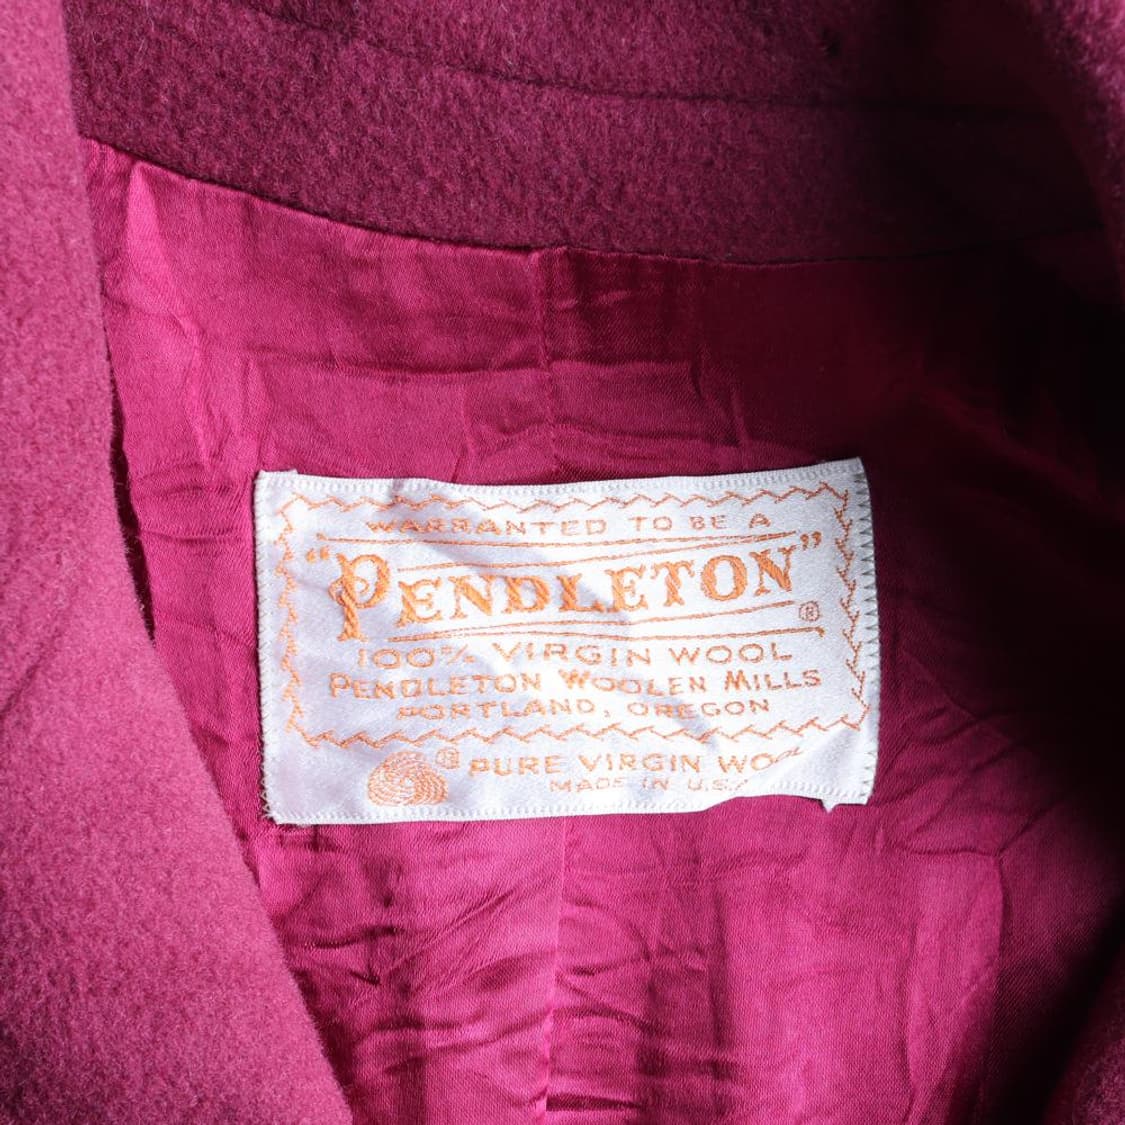 WARRANTED TO BE A
"PENDLETON" ®
100% VIRGIN WOOL
PENDLETON WOOLEN MILLS
PORTLAND, OREGON
® PURE VIRGIN WOOL
MADE IN U.S.A